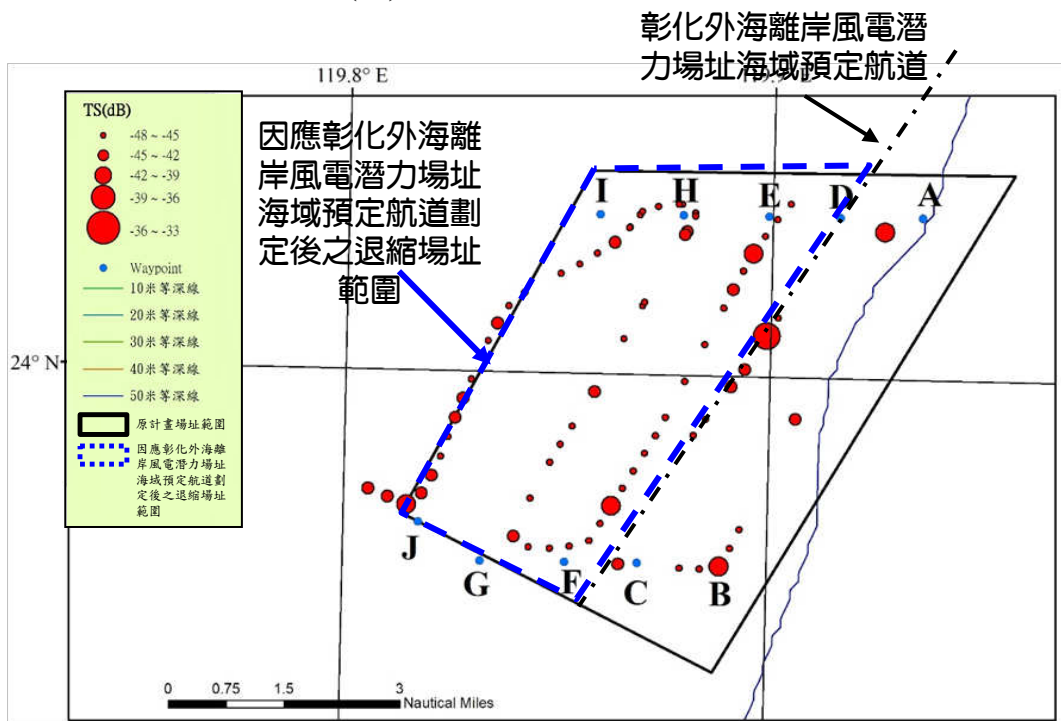 彰化外海離岸風電潛
力場址海域預定航道
119.8° E
TS(dB)
-48 ~ -45
-45 ~ -42
-42 ~ -39
-39 ~ -36
-36 ~ -33
Waypoint
10米等深線
20米等深線
30米等深線
40米等深線
50米等深線
原計畫場址範圍
因應彰化外海離
岸風電潛力場址
海域預定航道劃
定後之退縮場址
範圍
因應彰化外海離
岸風電潛力場址
海域預定航道劃
定後之退縮場址
範圍
I
H
E
D
A
24° N
J
G
F
C
B
0 0.75 1.5 3
Nautical Miles